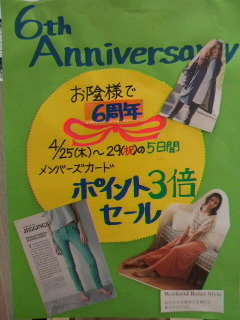 6th
Anniversary
お陰様で
6周年
4/25(木)〜29(祝)の5日間
メンバーズカード
ポイント3倍
セール
JEGGINGS
Weekend Relax Style